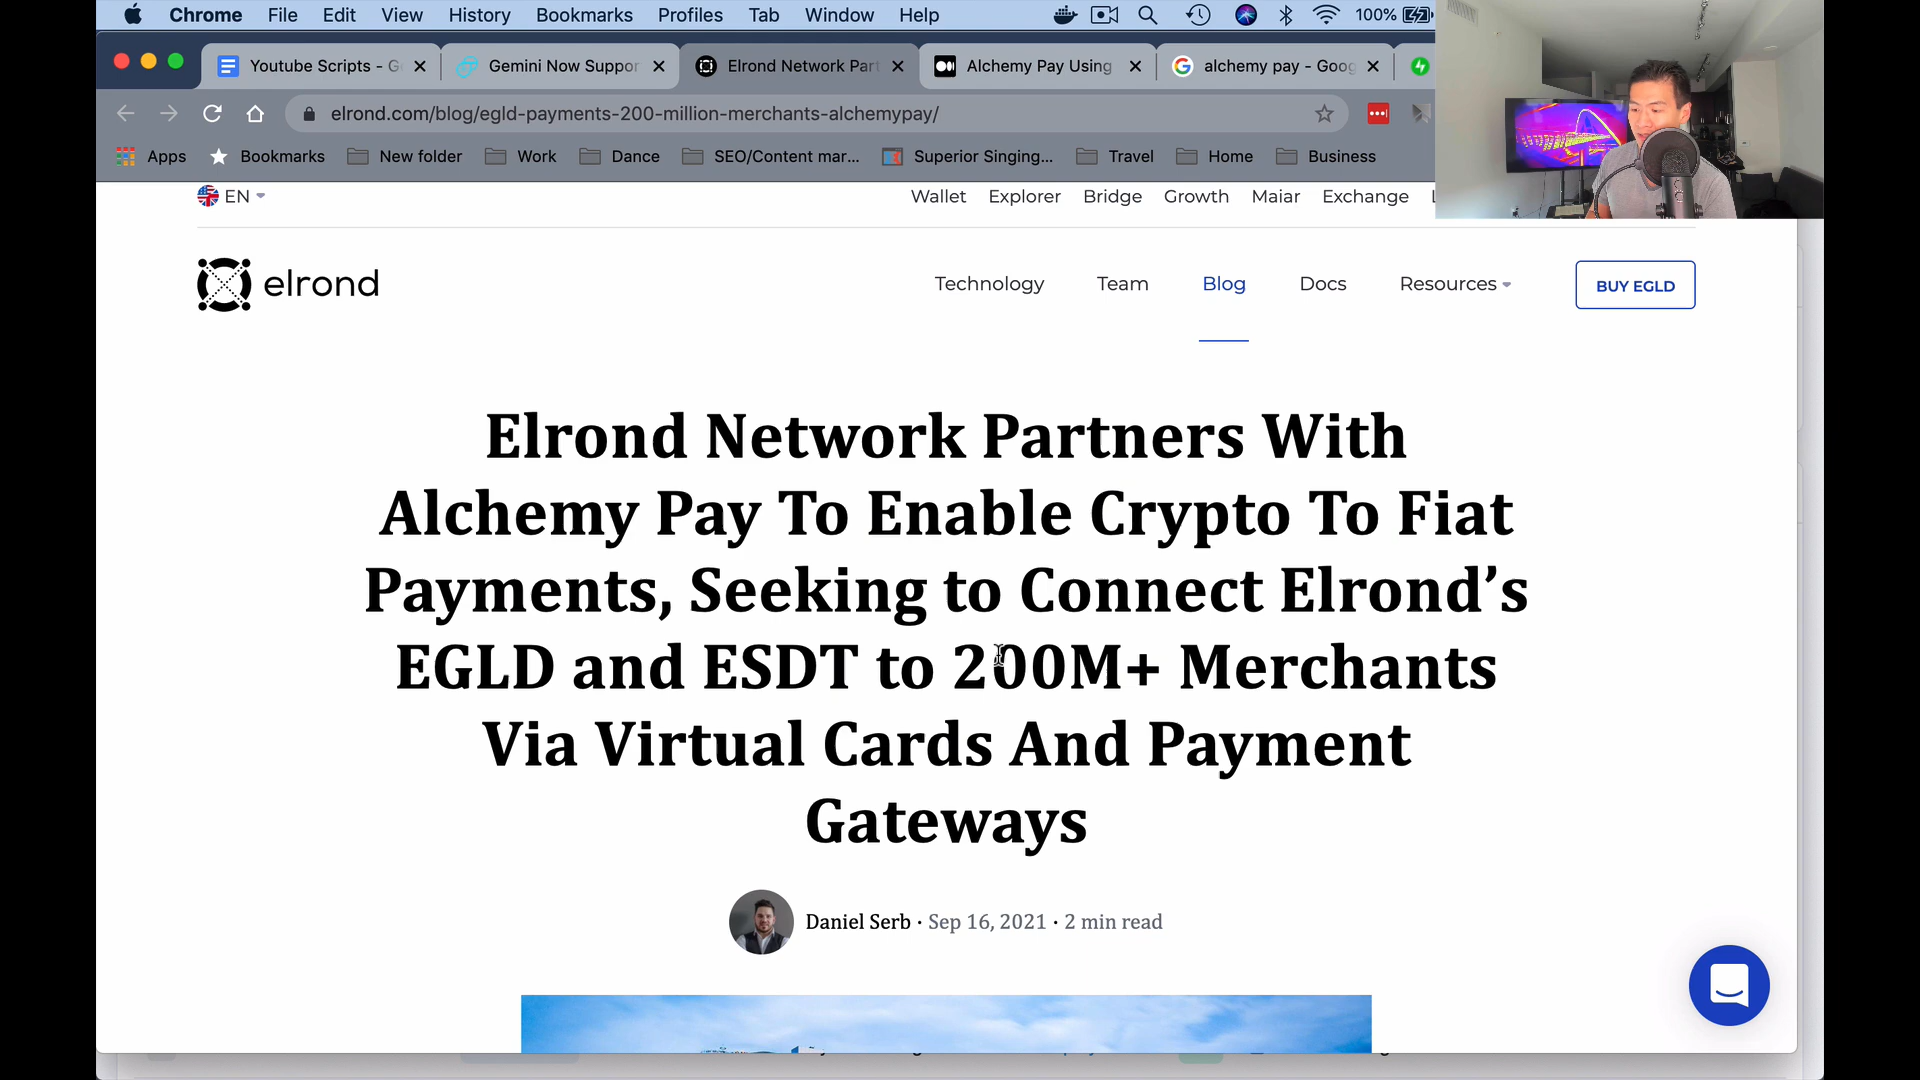 Chrome File Edit View History Bookmarks Profiles Tab Window Help 100%
Youtube Scripts - G Gemini Now Suppor Elrond Network Part Alchemy Pay Using alchemy pay - Goog
elrond.com/blog/egld-payments-200-million-merchants-alchemypay/
Apps Bookmarks New folder Work Dance SEO/Content mar... Superior Singing... Travel Home Business
EN Wallet Explorer Bridge Growth Maiar Exchange
elrond Technology Team Blog Docs Resources BUY EGLD
Elrond Network Partners With
Alchemy Pay To Enable Crypto To Fiat
Payments, Seeking to Connect Elrond’s
EGLD and ESDT to 200M+ Merchants
Via Virtual Cards And Payment
Gateways
Daniel Serb · Sep 16, 2021 · 2 min read